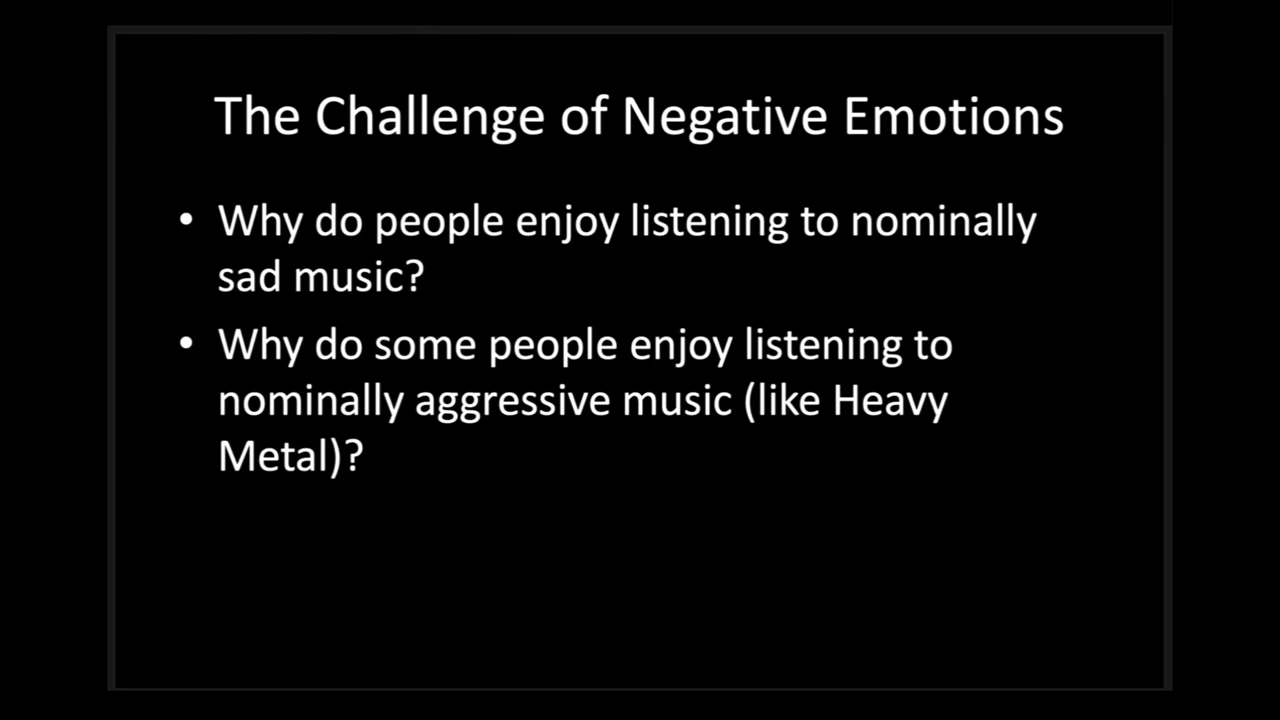 The Challenge of Negative Emotions
• Why do people enjoy listening to nominally
sad music?
• Why do some people enjoy listening to
nominally aggressive music (like Heavy
Metal)?